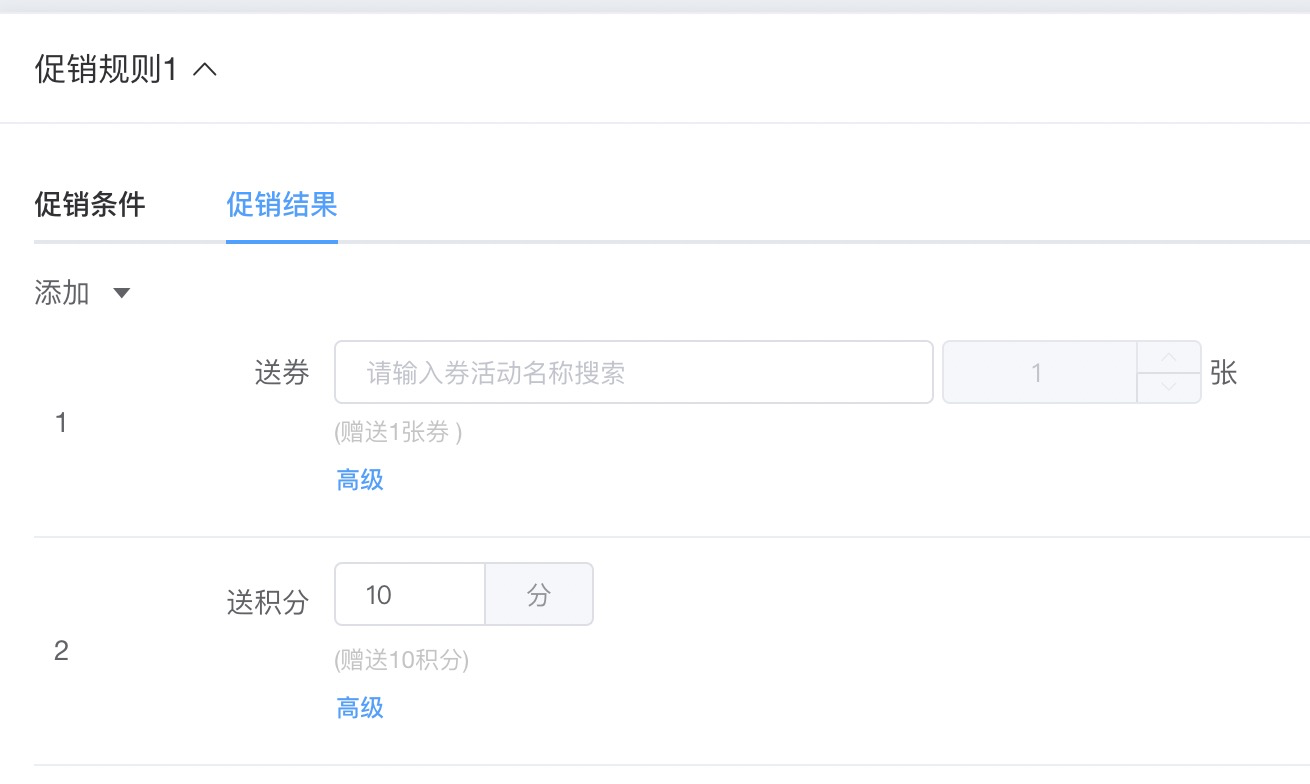 促销规则1
促销条件 促销结果
添加
1
送券 请输入券活动名称搜索 1 张
(赠送1张券 )
高级
2
送积分 10 分
(赠送10积分)
高级